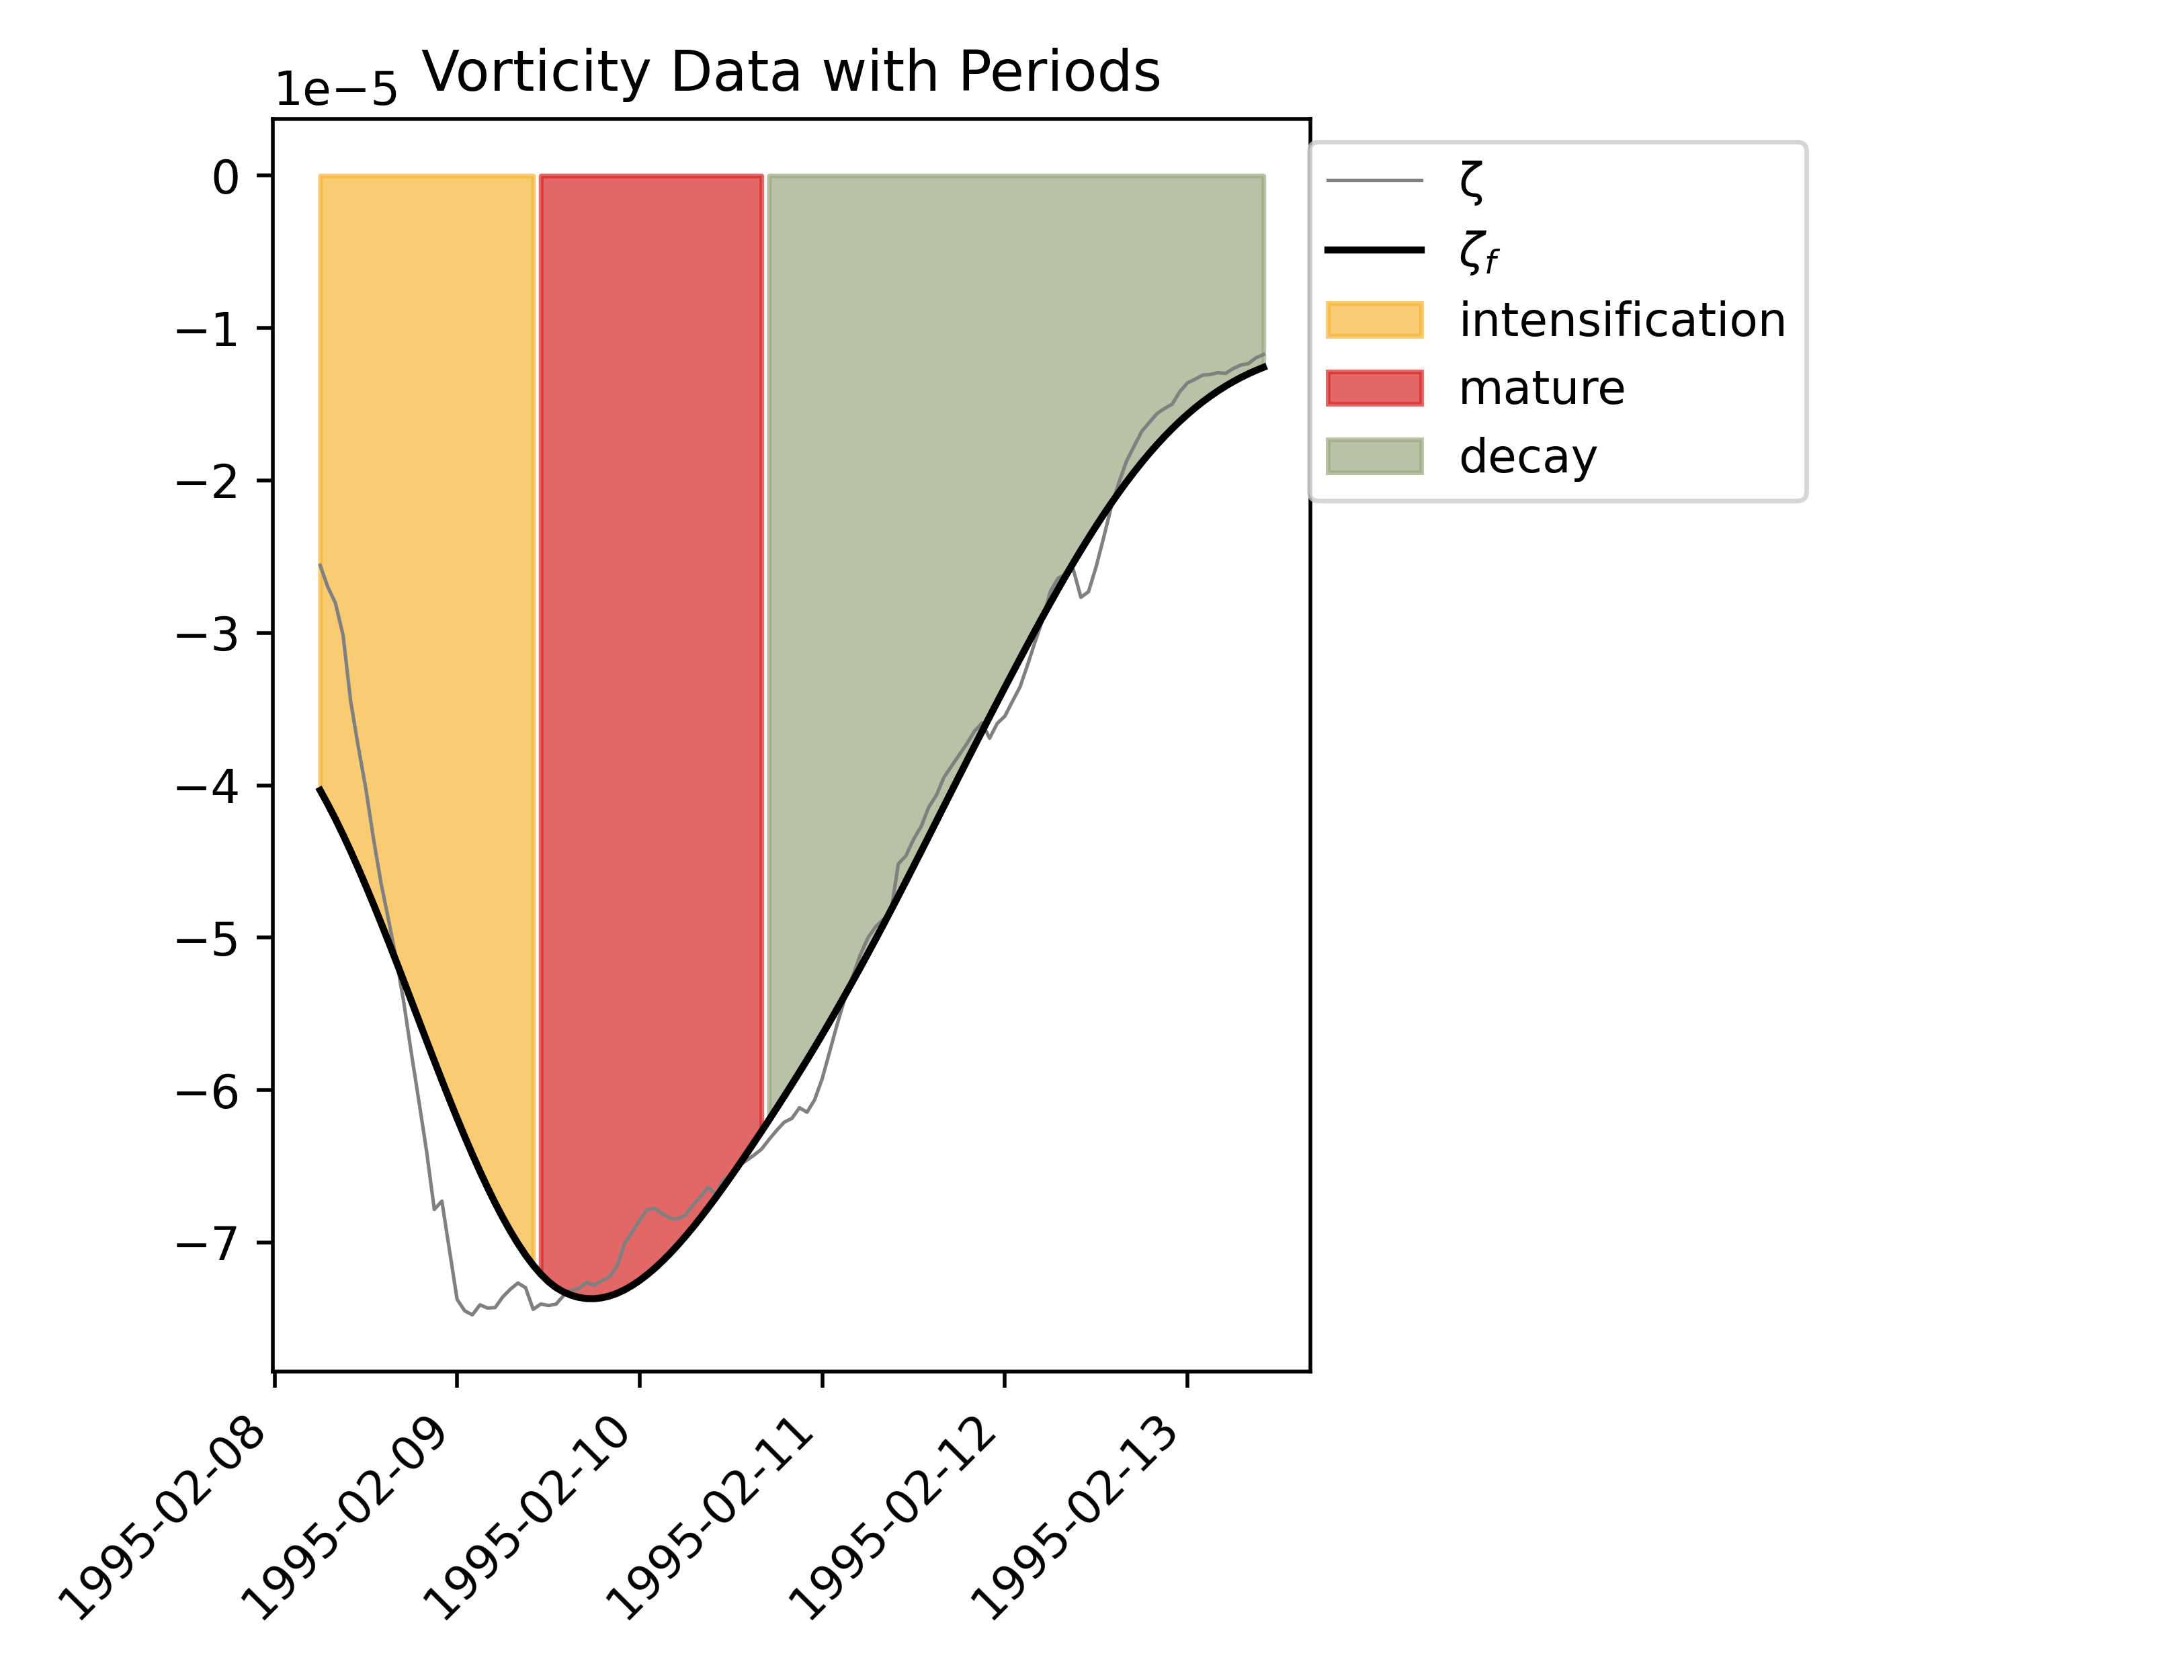 Vorticity Data with Periods
1e−5
0
−1
−2
−3
−4
−5
−6
−7
1995-02-08
1995-02-09
1995-02-10
1995-02-11
1995-02-12
1995-02-13
ζ
ζf
intensification
mature
decay